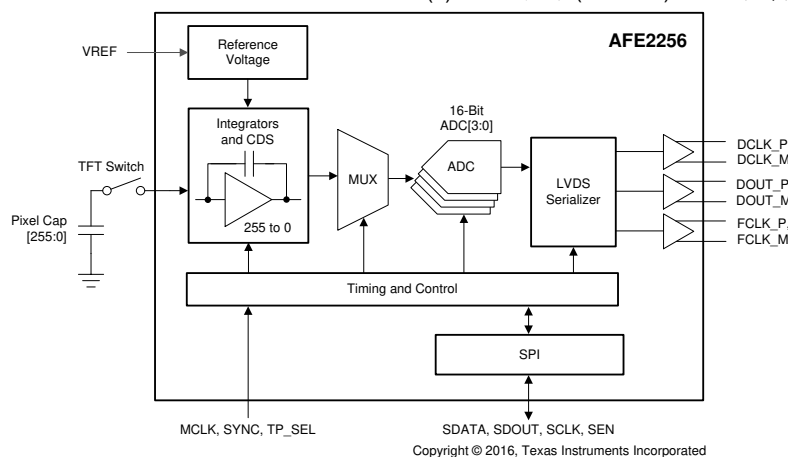 AFE2256
VREF
Reference
Voltage
16-Bit
ADC[3:0]
Integrators
and CDS
255 to 0
MUX
ADC
LVDS
Serializer
DCLK_P
DCLK_M
DOUT_P
DOUT_M
FCLK_P,
FCLK_M
TFT Switch
Pixel Cap
[255:0]
Timing and Control
SPI
MCLK, SYNC, TP_SEL
SDATA, SDOUT, SCLK, SEN
Copyright © 2016, Texas Instruments Incorporated